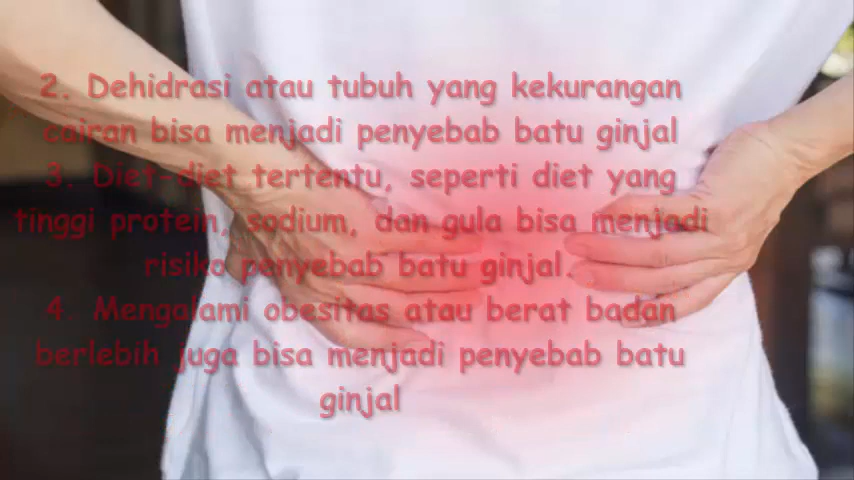 2. Dehidrasi atau tubuh yang kekurangan
cairan bisa menjadi penyebab batu ginjal
3. Diet-diet tertentu, seperti diet yang
tinggi protein, sodium, dan gula bisa menjadi
risiko penyebab batu ginjal.
4. Mengalami obesitas atau berat badan
berlebih juga bisa menjadi penyebab batu
ginjal